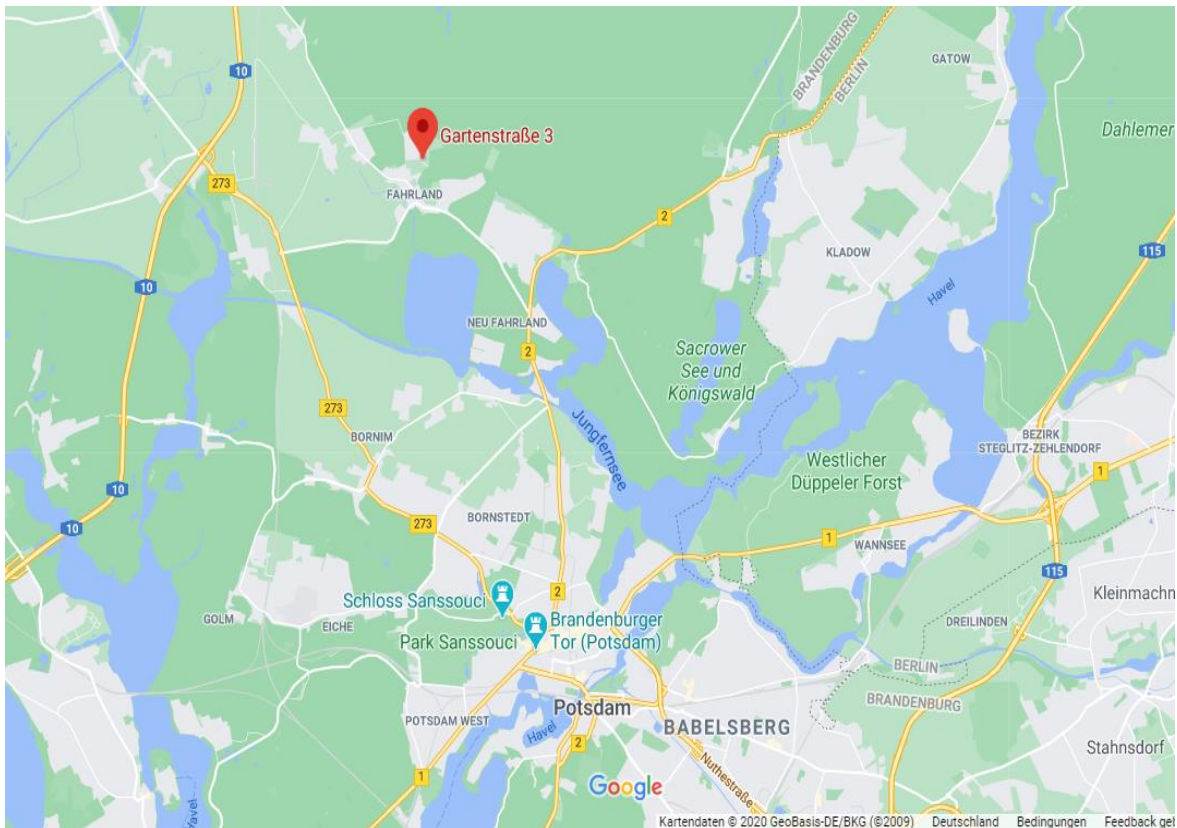 10
BRANDENBURG
BERLIN
GATOW
Gartenstraße 3
Dahlemer
273
FAHRLAND
2
KLADOW
115
10
Havel
NEU FAHRLAND
2
Sacrower
See und
Königswald
273
Jungfernsee
BORNIM
BEZIRK
STEGLITZ-ZEHLENDORF
Westlicher
Düppeler Forst
1
10
10
273
BORNSTEDT
1
WANNSEE
115
2
Schloss Sanssouci
Kleinmachn
GOLM
EICHE
Park Sanssouci
Brandenburger
Tor (Potsdam)
DREILINDEN
BERLIN
BRANDENBURG
POTSDAM WEST
Potsdam
Havel
BABELSBERG
2
Stahnsdorf
1
Nuthestraße
Google
Havel
Kartendaten © 2020 GeoBasis-DE/BKG (©2009) Deutschland Bedingungen Feedback gel